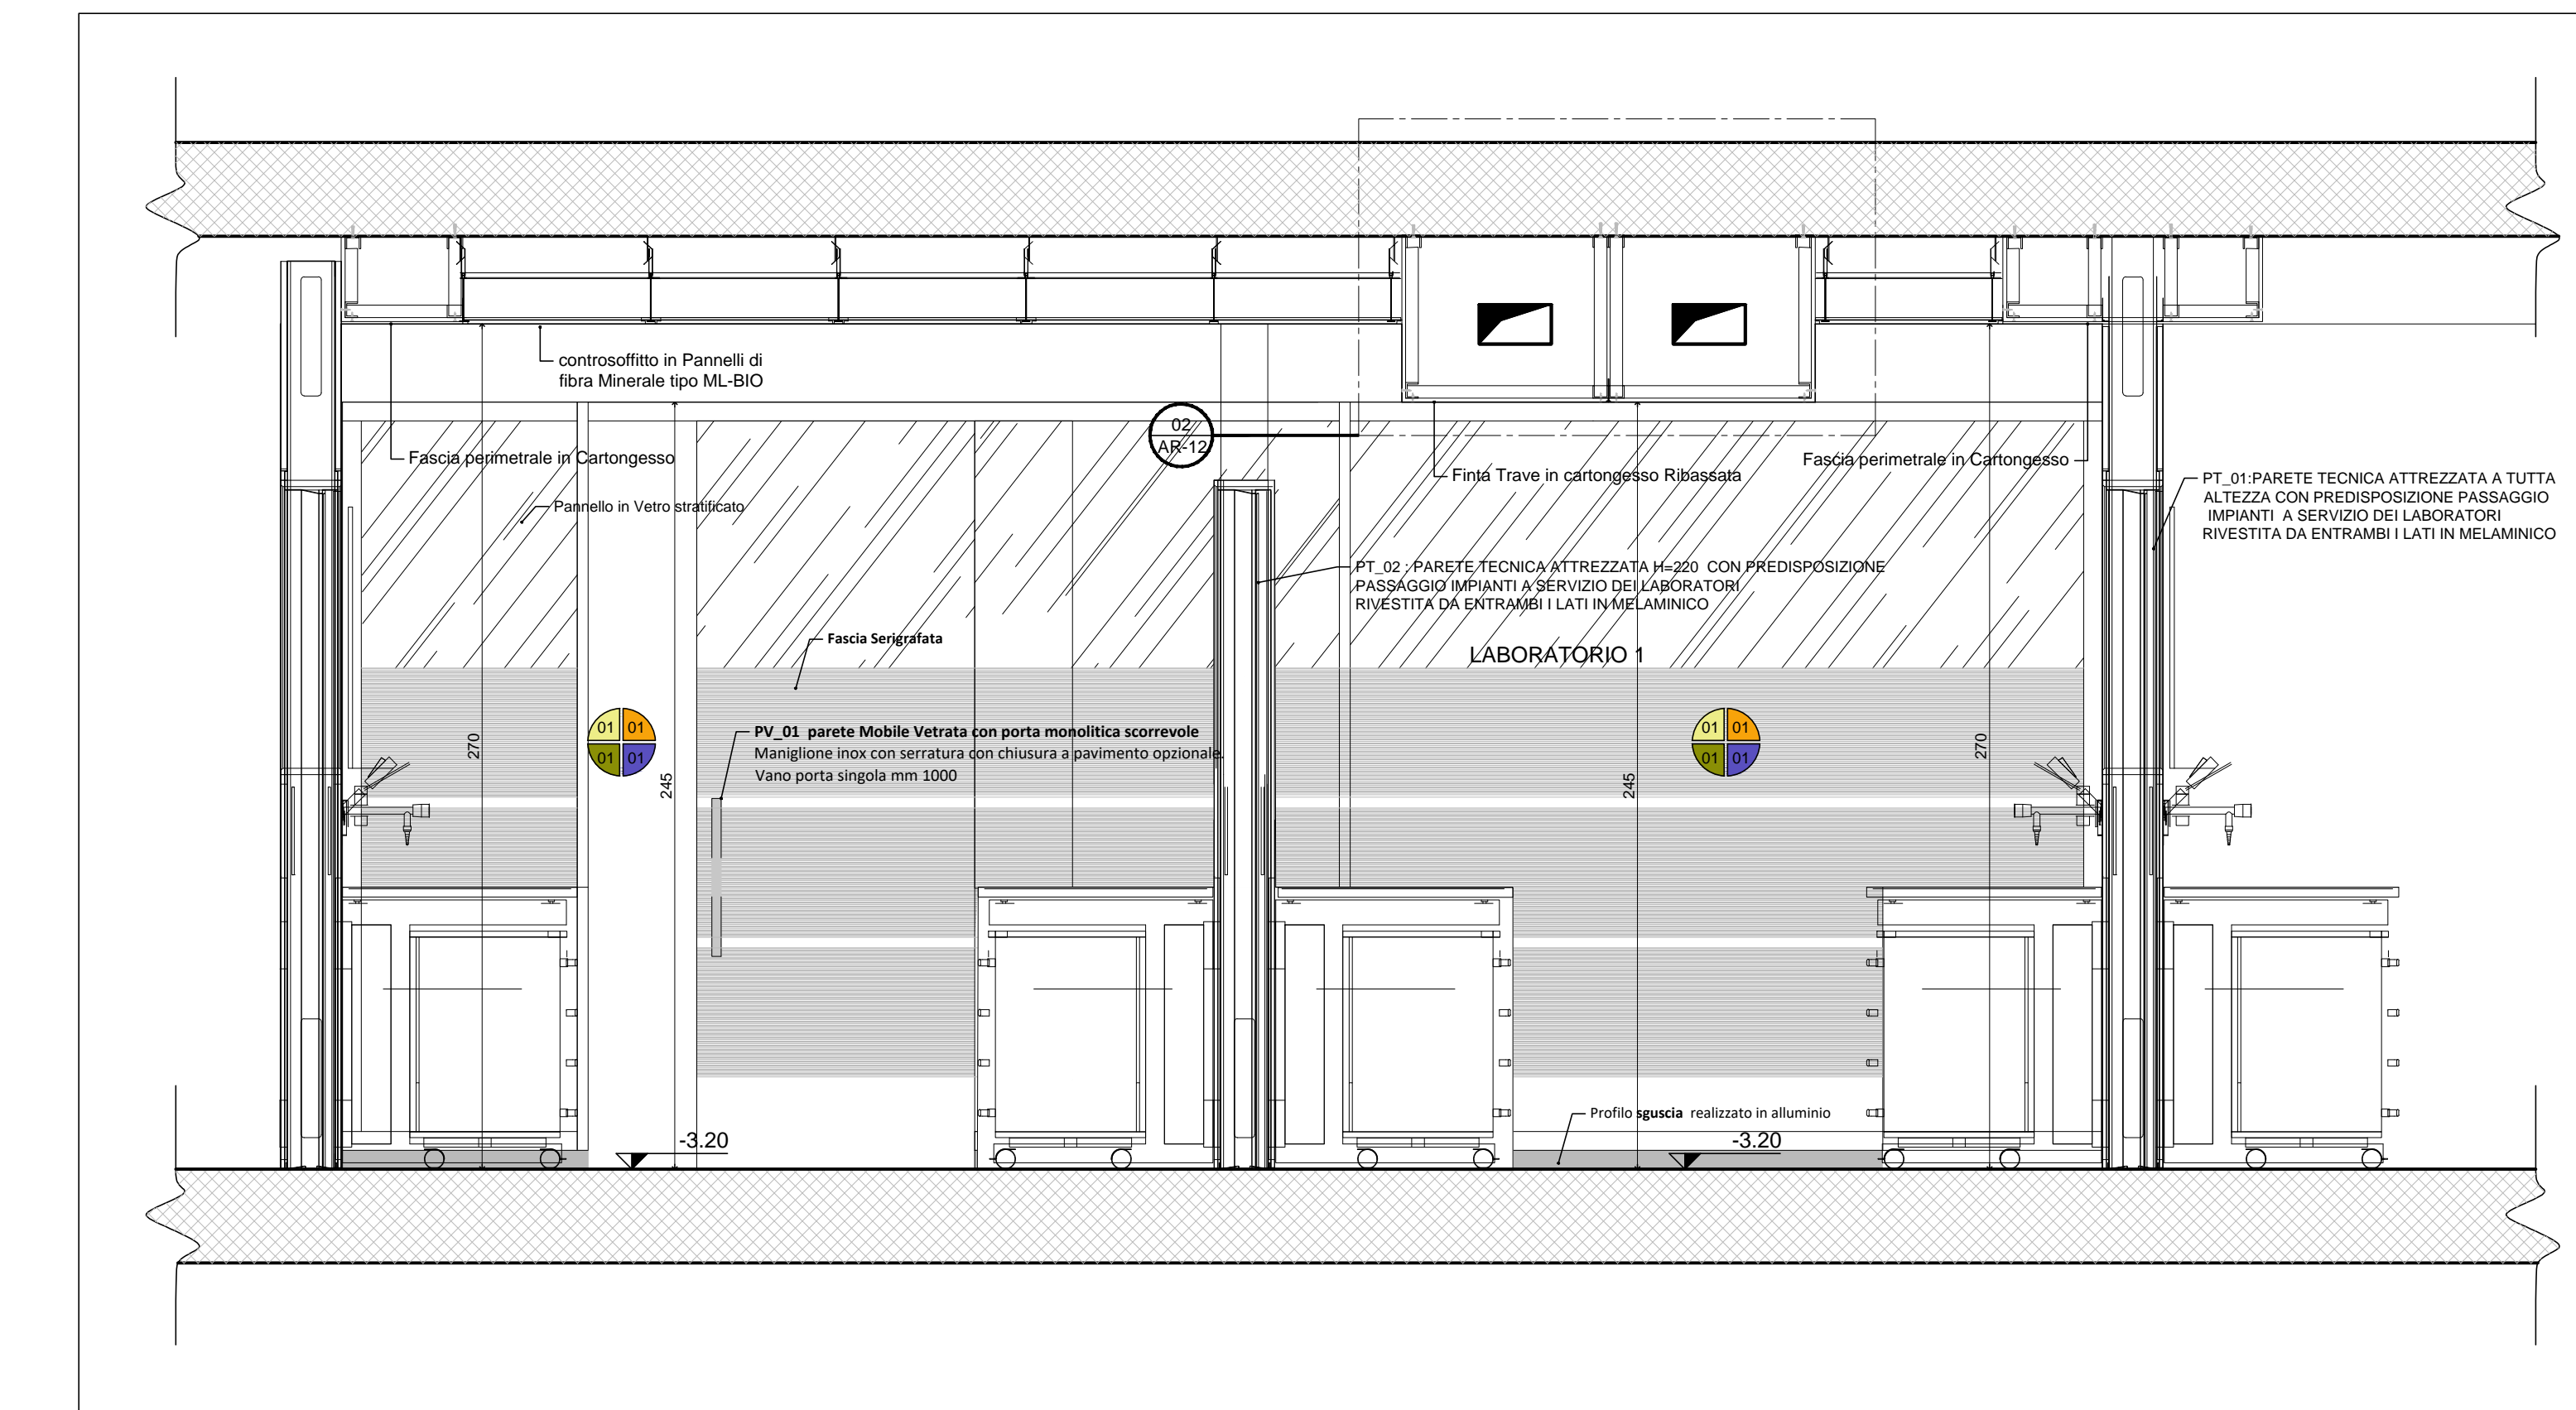 controsoffitto in Pannelli di
fibra Minerale tipo ML-BIO
02
AR-12
Fascia perimetrale in Cartongesso
Finta Trave in cartongesso Ribassata
Fascia perimetrale in Cartongesso
PT_01:PARETE TECNICA ATTREZZATA A TUTTA
ALTEZZA CON PREDISPOSIZIONE PASSAGGIO
IMPIANTI A SERVIZIO DEI LABORATORI
RIVESTITA DA ENTRAMBI I LATI IN MELAMINICO
Pannello in Vetro stratificato
PT_02 : PARETE TECNICA ATTREZZATA H=220 CON PREDISPOSIZIONE
PASSAGGIO IMPIANTI A SERVIZIO DEI LABORATORI
RIVESTITA DA ENTRAMBI I LATI IN MELAMINICO
Fascia Serigrafata
LABORATORIO 1
01 01
01 01
01 01
01 01
PV_01 parete Mobile Vetrata con porta monolitica scorrevole
Maniglione inox con serratura con chiusura a pavimento opzionale.
Vano porta singola mm 1000
270
245
245
270
Profilo sguscia realizzato in alluminio
-3.20
-3.20